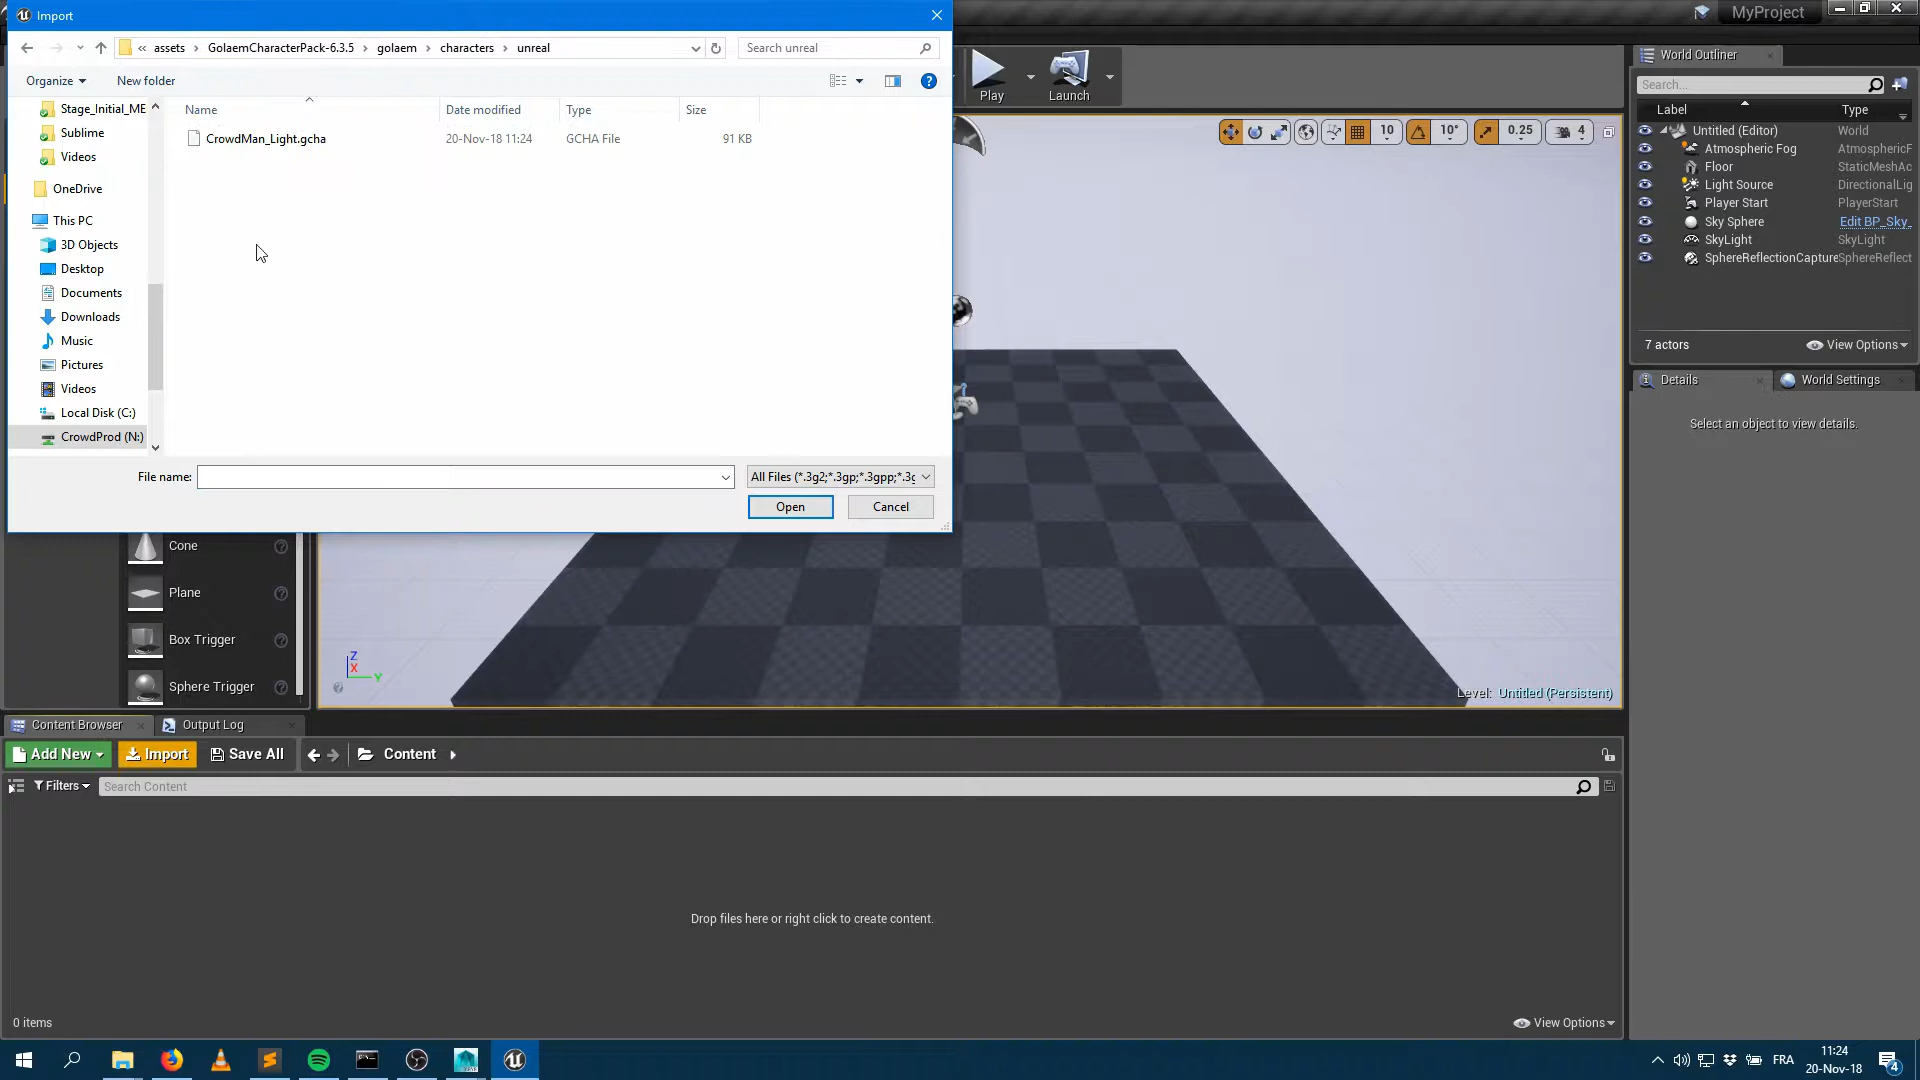 Import
MyProject
« assets › GolaemCharacterPack-6.3.5 › golaem › characters › unreal
Search unreal
Organize
New folder
Name
Date modified
Type
Size
CrowdMan_Light.gcha
20-Nov-18 11:24
GCHA File
91 KB
Stage_Initial_ME
Sublime
Videos
OneDrive
This PC
3D Objects
Desktop
Documents
Downloads
Music
Pictures
Videos
Local Disk (C:)
CrowdProd (N:)
File name:
All Files (*.3g2;*.3gp;*.3gpp;*.3g
Open
Cancel
Play
Launch
10
10°
0.25
4
World Outliner
Search...
Label
Type
Untitled (Editor)
World
Atmospheric Fog
AtmosphericF
Floor
StaticMeshAc
Light Source
DirectionalLig
Player Start
PlayerStart
Sky Sphere
Edit BP_Sky_
SkyLight
SkyLight
SphereReflectionCapture
SphereReflect
7 actors
View Options
Details
World Settings
Select an object to view details.
Cone
Plane
Box Trigger
Sphere Trigger
Z
X
Y
Level: Untitled (Persistent)
Content Browser
Output Log
Add New
Import
Save All
Content
Filters
Search Content
Drop files here or right click to create content.
0 items
View Options
FRA
11:24
20-Nov-18
4